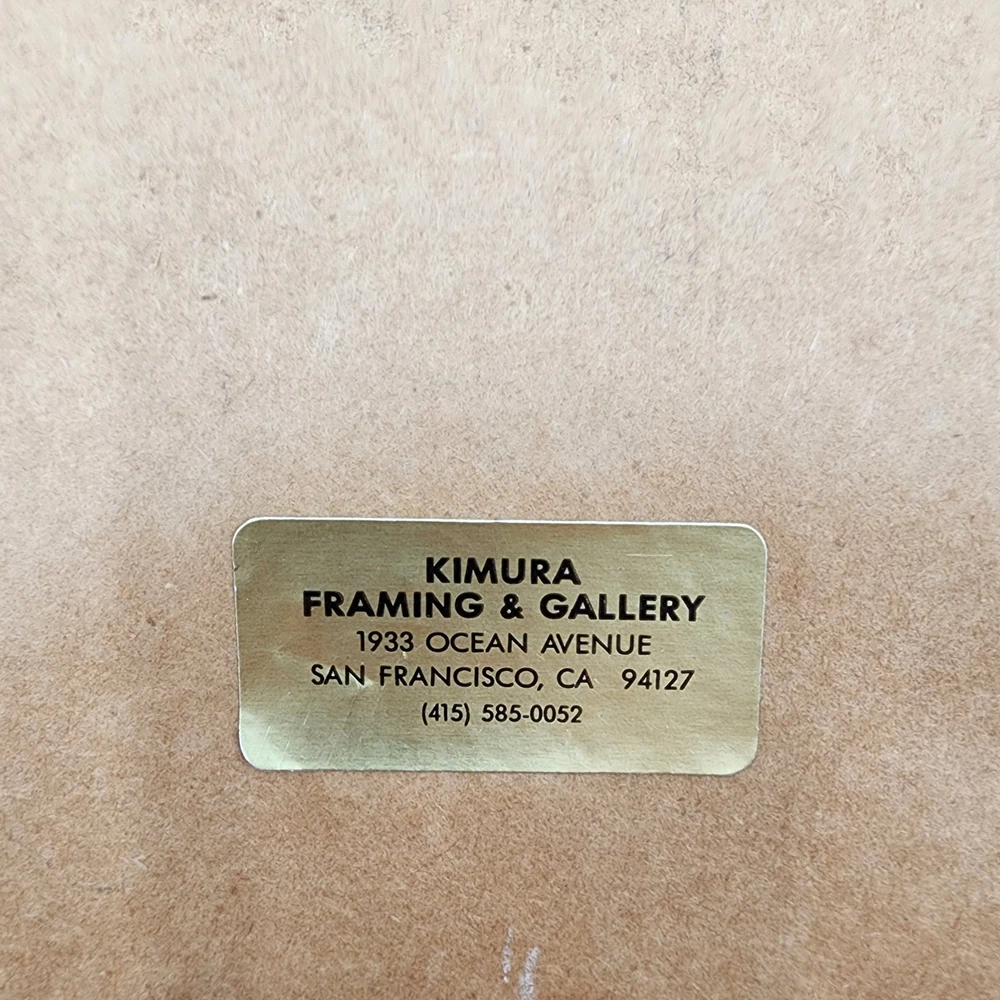 KIMURA
FRAMING & GALLERY
1933 OCEAN AVENUE
SAN FRANCISCO, CA 94127
(415) 585-0052